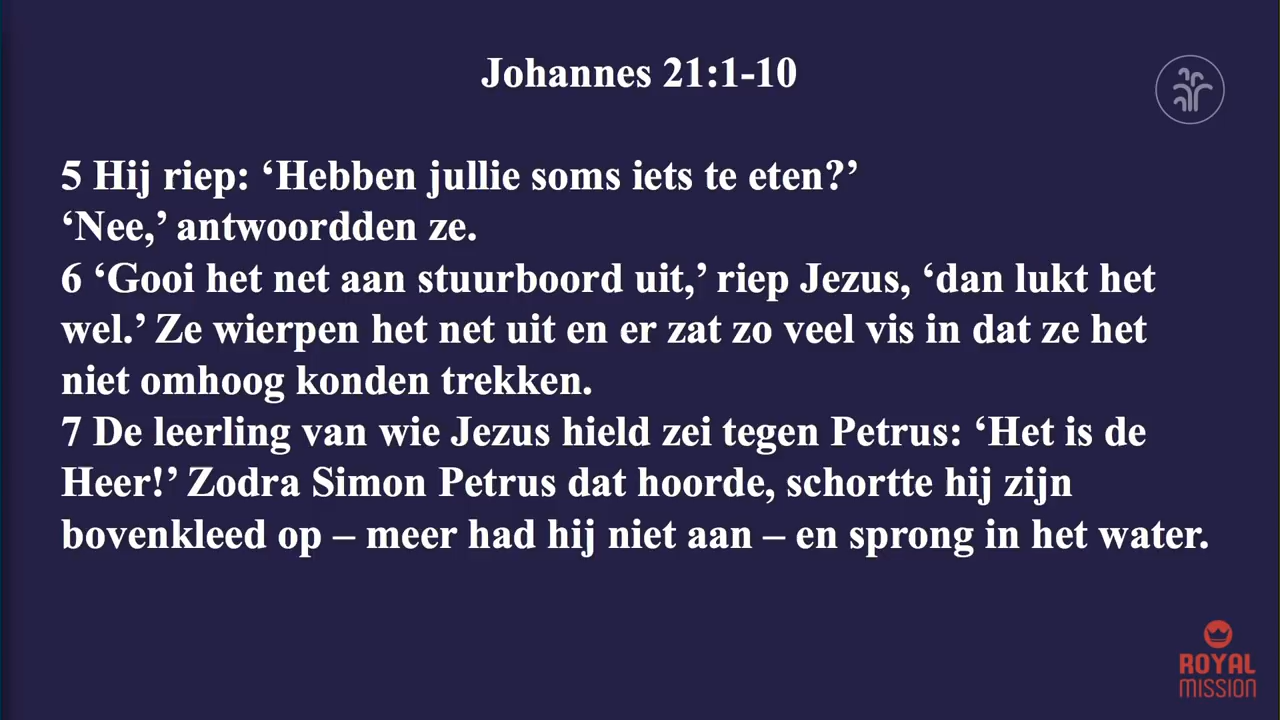 Johannes 21:1-10
5 Hij riep: ‘Hebben jullie soms iets te eten?’
‘Nee,’ antwoordden ze.
6 ‘Gooi het net aan stuurboord uit,’ riep Jezus, ‘dan lukt het
wel.’ Ze wierpen het net uit en er zat zo veel vis in dat ze het
niet omhoog konden trekken.
7 De leerling van wie Jezus hield zei tegen Petrus: ‘Het is de
Heer!’ Zodra Simon Petrus dat hoorde, schortte hij zijn
bovenkleed op – meer had hij niet aan – en sprong in het water.
ROYAL
MISSION